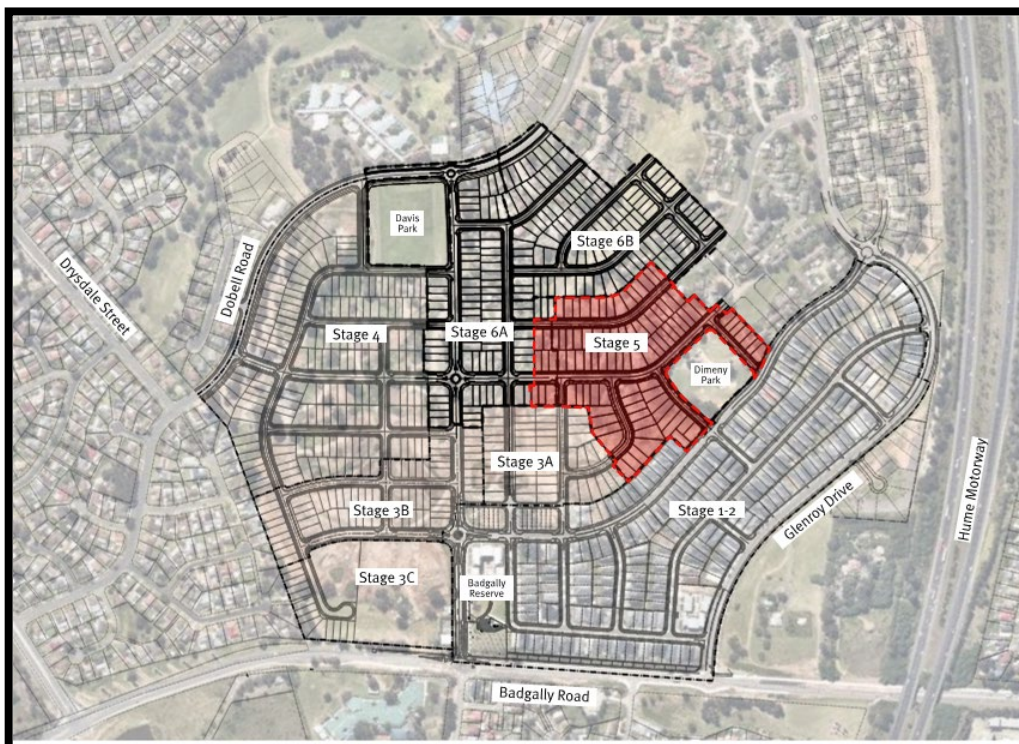 Davis
Park
Stage 6B
Dobell Road
Drysdale Street
Stage 4
Stage 6A
Stage 5
Dimeny
Park
Stage 3A
Stage 3B
Stage 1-2
Glenroy Drive
Hume Motorway
Stage 3C
Badgally
Reserve
Badgally Road